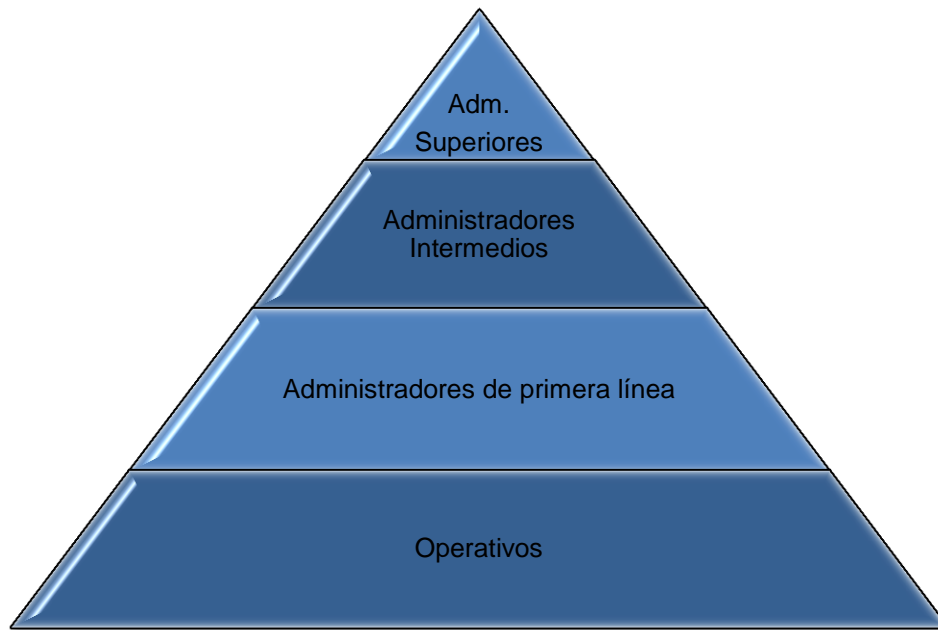 Adm.
Superiores
Administradores
Intermedios
Administradores de primera línea
Operativos